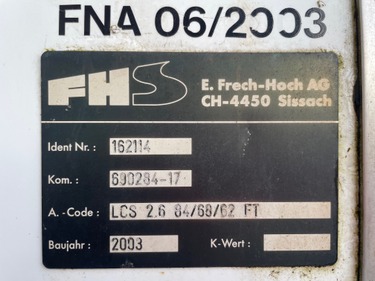 FNA 06/2003
FHS
E. Frech-Hoch AG
CH-4450 Sissach
Ident Nr.: 162114
Kom.: 690284-17
A.-Code: LCS 2.6 84/68/62 FT
Baujahr: 2003 K-Wert: